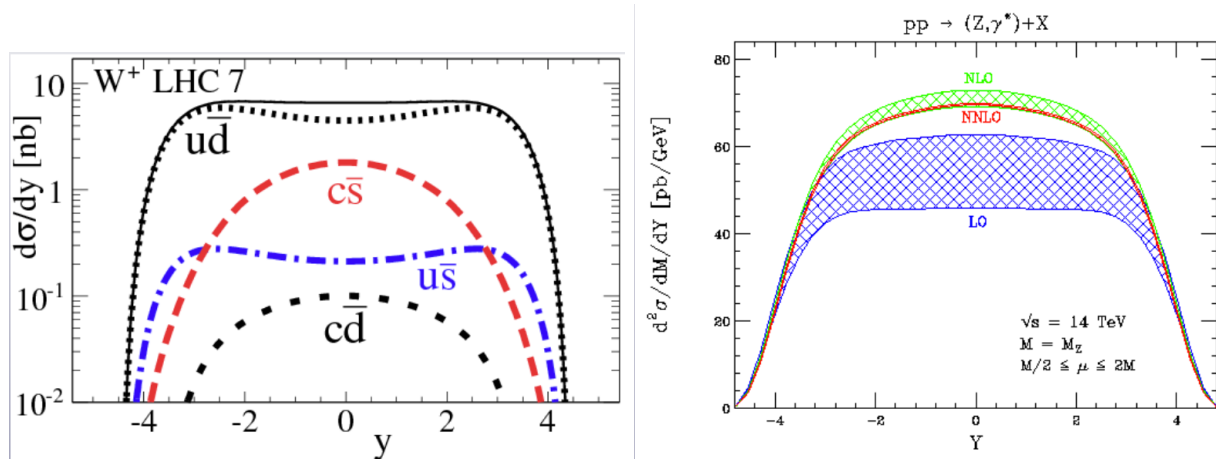 W⁺ LHC 7
dσ/dy [nb]
10
1
10⁻¹
10⁻²
ud̅
cs̅
us̅
cd̅
-4 -2 0 2 4
y
pp → (Z,γ*)+X
d²σ/dM/dY [pb/GeV]
80
60
40
20
0
NLO
NNLO
LO
√s = 14 TeV
M = M_Z
M/2 ≤ μ ≤ 2M
-4 -2 0 2 4
Y